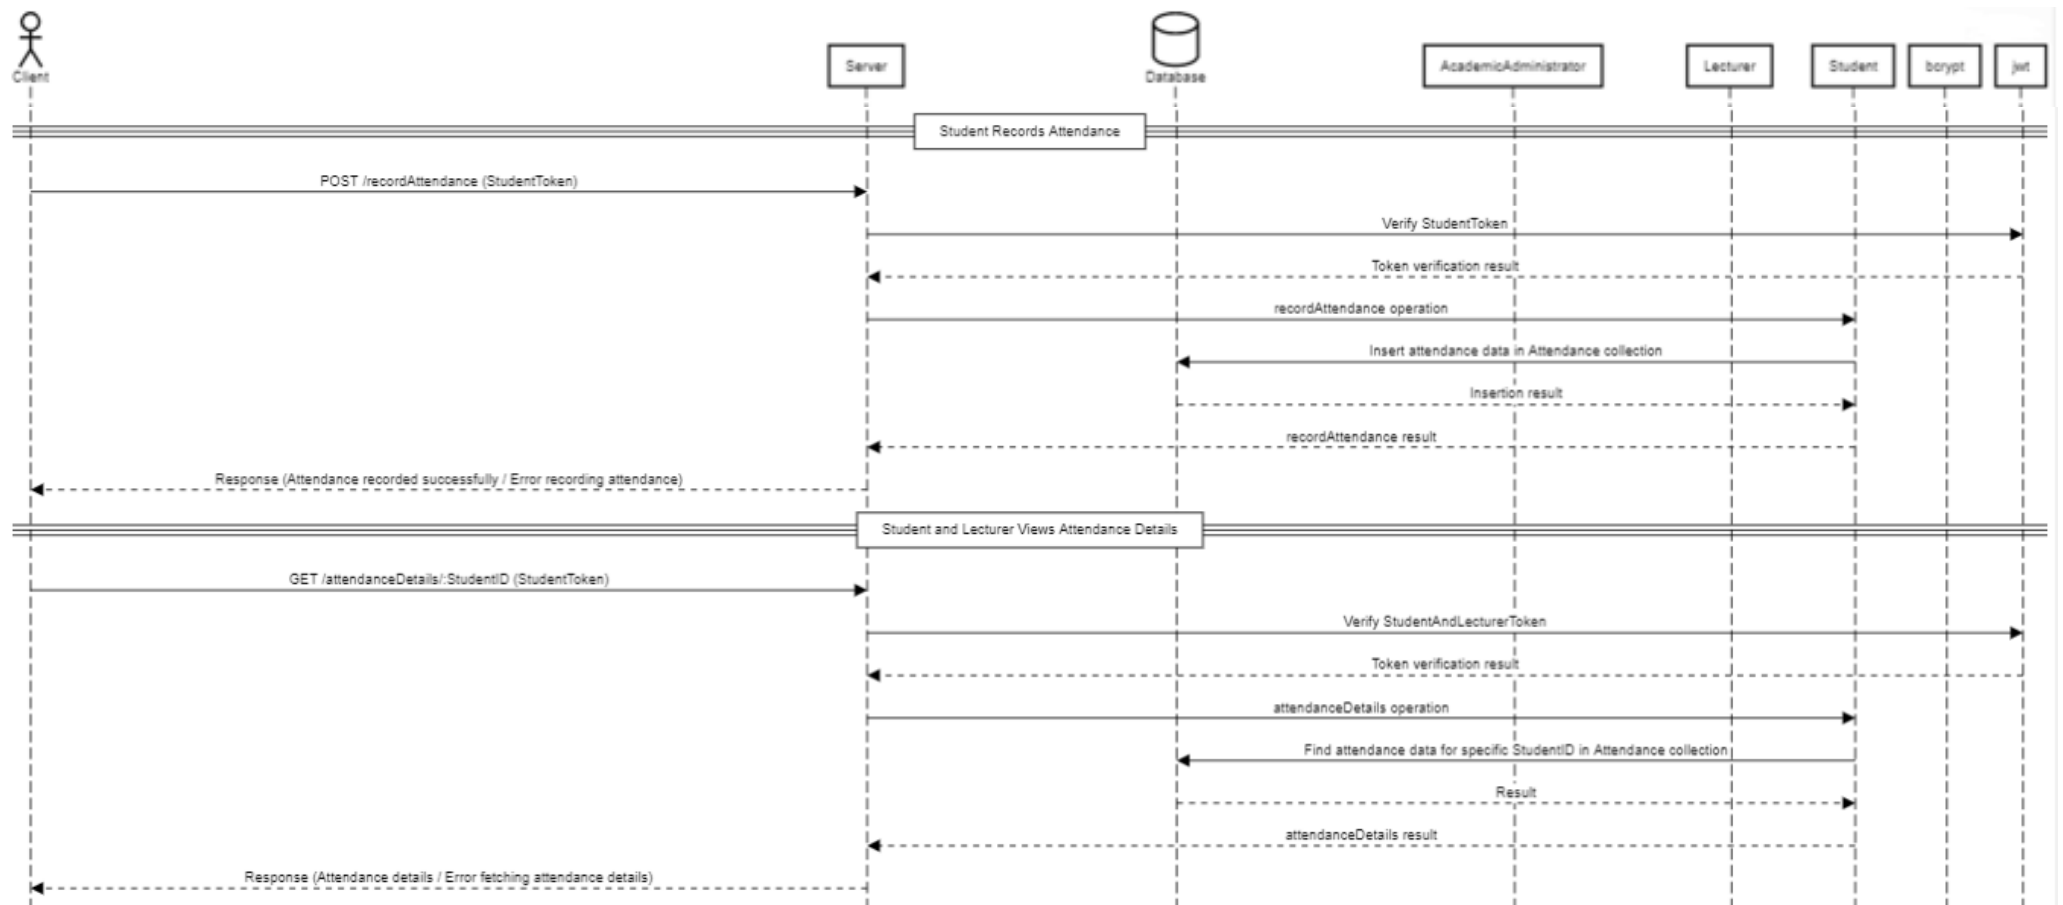 Client
Server
Database
AcademicAdministrator
Lecturer
Student
bcrypt
jwt
Student Records Attendance
POST /recordAttendance (StudentToken)
Verify StudentToken
Token verification result
recordAttendance operation
Insert attendance data in Attendance collection
Insertion result
recordAttendance result
Response (Attendance recorded successfully / Error recording attendance)
Student and Lecturer Views Attendance Details
GET /attendanceDetails/:StudentID (StudentToken)
Verify StudentAndLecturerToken
Token verification result
attendanceDetails operation
Find attendance data for specific StudentID in Attendance collection
Result
attendanceDetails result
Response (Attendance details / Error fetching attendance details)